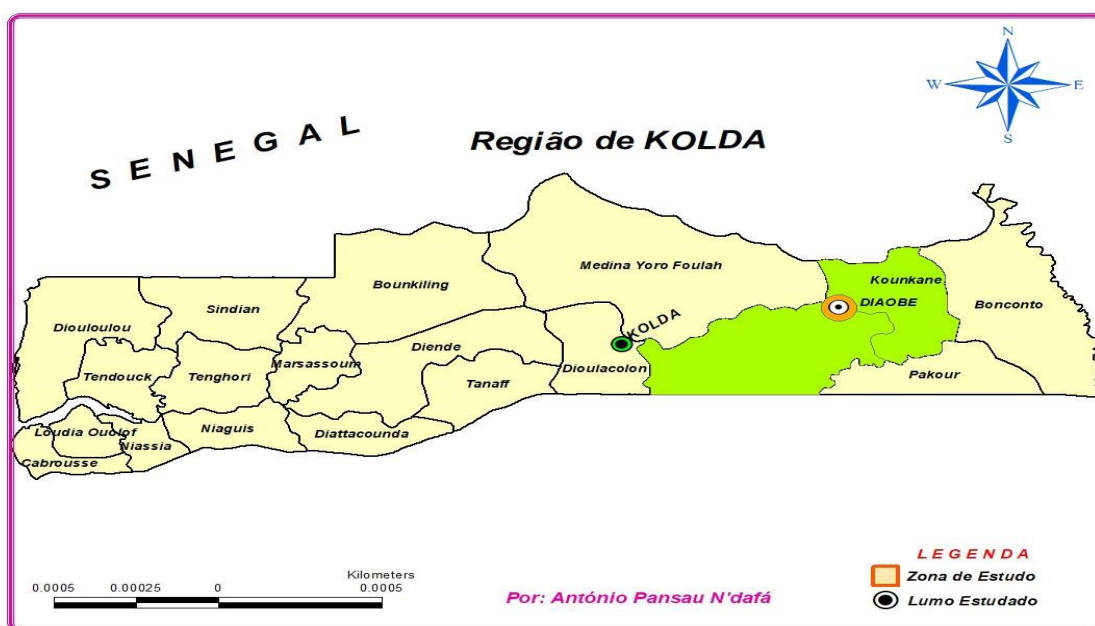 N
W E
S
SENEGAL
Região de KOLDA
Medina Yoro Foulah
Kounkane
Bounkiling
DIAOBE
Bonconto
Sindian
Diouloulou
KOLDA
Diende
Marsassoum
Dioulacolon
Pakour
Tendouck
Tenghori
Tanaff
Loudia Ouolof
Niaguis
Diattacounda
Niassia
Cabrousse
LEGENDA
Zona de Estudo
Lumo Estudado
Kilometers
0.0005 0.00025 0 0.0005
Por: António Pansau N'dafá